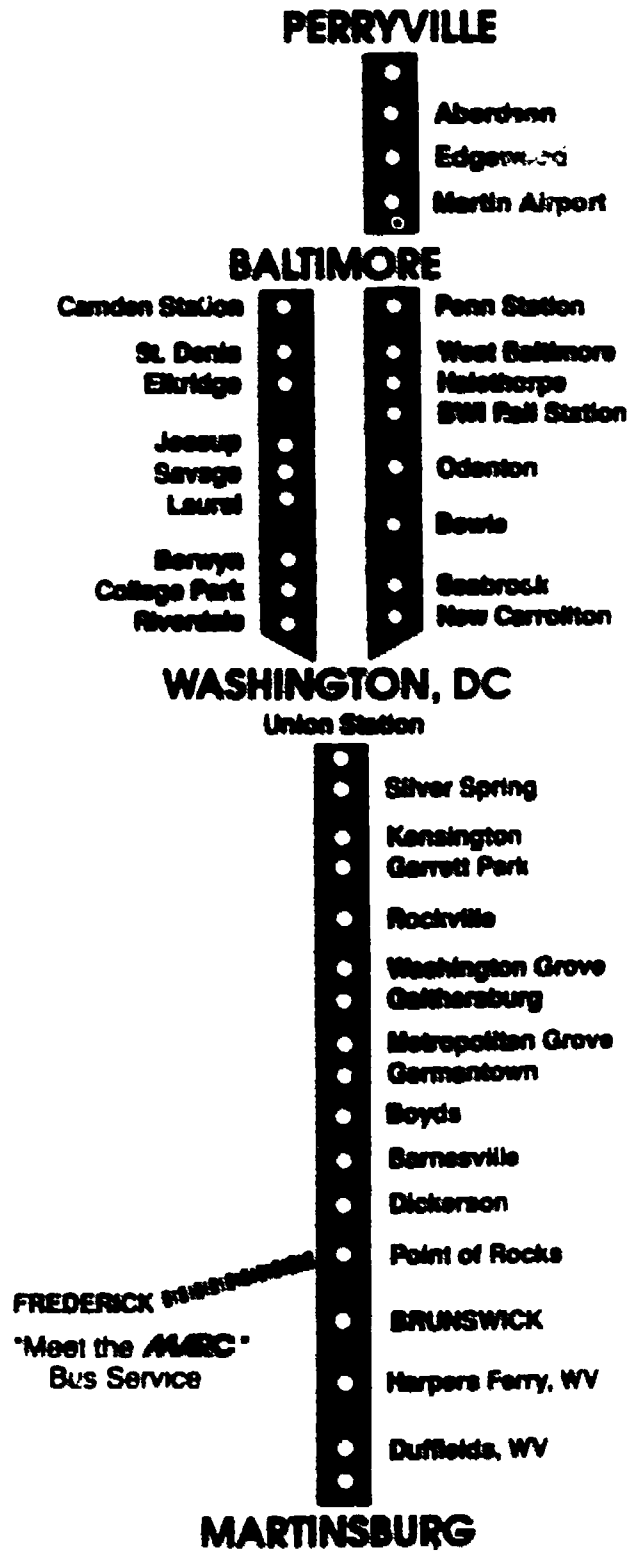 PERRYVILLE
Aberdeen
Edgewood
Martin Airport
BALTIMORE
Camden Station
St. Denis
Elkridge
Jessup
Savage
Laurel
Berwyn
College Park
Riverdale
Penn Station
West Baltimore
Halethorpe
BWI Rail Station
Odenton
Bowie
Seabrook
New Carrollton
WASHINGTON, DC
Union Station
Silver Spring
Kensington
Garrett Park
Rockville
Washington Grove
Gaithersburg
Metropolitan Grove
Germantown
Boyds
Barnesville
Dickerson
Point of Rocks
FREDERICK
"Meet the MARC"
Bus Service
BRUNSWICK
Harpers Ferry, WV
Duffields, WV
MARTINSBURG